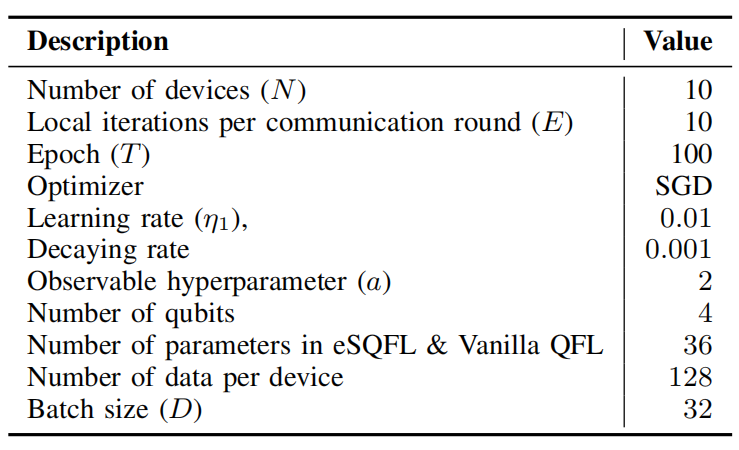 Description Value
Number of devices (N) 10
Local iterations per communication round (E) 10
Epoch (T) 100
Optimizer SGD
Learning rate (η₁), 0.01
Decaying rate 0.001
Observable hyperparameter (a) 2
Number of qubits 4
Number of parameters in eSQFL & Vanilla QFL 36
Number of data per device 128
Batch size (D) 32